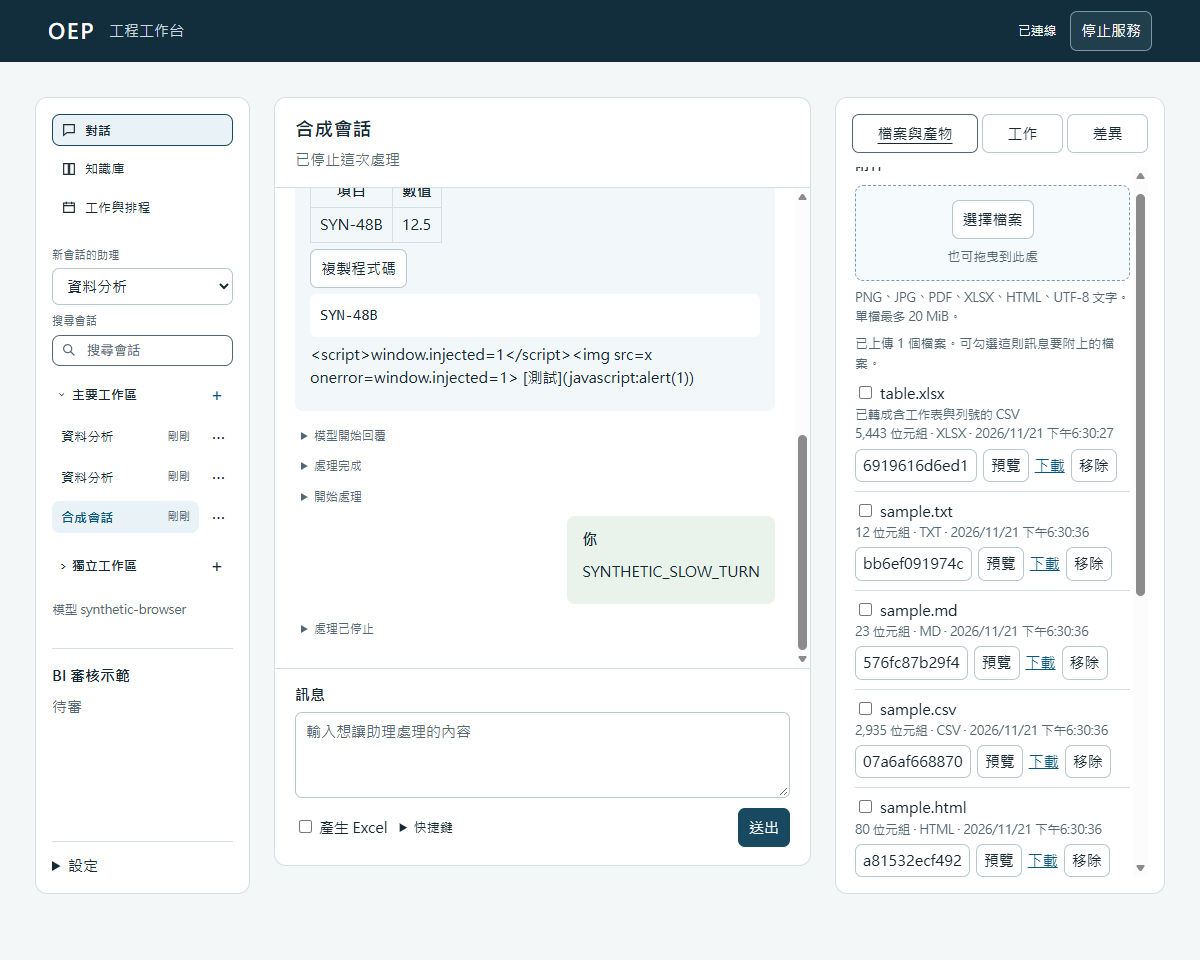 OEP 工程工作台
已連線 停止服務
對話
知識庫
工作與排程
新會話的助理
資料分析
搜尋會話
搜尋會話
主要工作區 +
資料分析 剛剛 ...
資料分析 剛剛 ...
合成會話 剛剛 ...
獨立工作區 +
模型 synthetic-browser
BI 審核示範
待審
設定
合成會話
已停止這次處理
項目 數值
SYN-48B 12.5
複製程式碼
SYN-48B
<script>window.injected=1</script><img src=x
onerror=window.injected=1> [測試](javascript:alert(1))
模型開始回覆
處理完成
開始處理
你
SYNTHETIC_SLOW_TURN
處理已停止
訊息
輸入想讓助理處理的內容
產生 Excel 快捷鍵
送出
檔案與產物 工作 差異
附件
選擇檔案
也可拖曳到此處
PNG、JPG、PDF、XLSX、HTML、UTF-8 文字。
單檔最多 20 MiB。
已上傳 1 個檔案。可勾選這則訊息要附上的檔
案。
table.xlsx
已轉成含工作表與列號的 CSV
5,443 位元組 · XLSX · 2026/11/21 下午6:30:27
6919616d6ed1 預覽 下載 移除
sample.txt
12 位元組 · TXT · 2026/11/21 下午6:30:36
bb6ef091974c 預覽 下載 移除
sample.md
23 位元組 · MD · 2026/11/21 下午6:30:36
576fc87b29f4 預覽 下載 移除
sample.csv
2,935 位元組 · CSV · 2026/11/21 下午6:30:36
07a6af668870 預覽 下載 移除
sample.html
80 位元組 · HTML · 2026/11/21 下午6:30:36
a81532ecf492 預覽 下載 移除